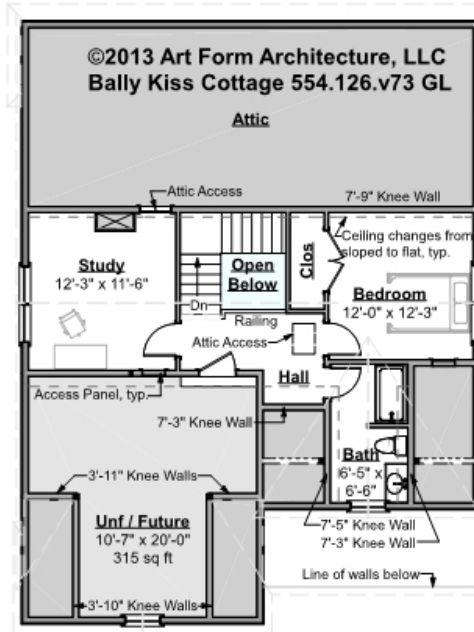 ©2013 Art Form Architecture, LLC
Bally Kiss Cottage 554.126.v73 GL
Attic
Attic Access
7'-9" Knee Wall
Ceiling changes from
sloped to flat, typ.
Study
12'-3" x 11'-6"
Open
Below
Clos
Bedroom
12'-0" x 12'-3"
Dn
Railing
Attic Access
Hall
Access Panel, typ.
7'-3" Knee Wall
Bath
6'-5" x
6'-6"
3'-11" Knee Walls
Unf / Future
10'-7" x 20'-0"
315 sq ft
7'-5" Knee Wall
7'-3" Knee Wall
Line of walls below
3'-10" Knee Walls